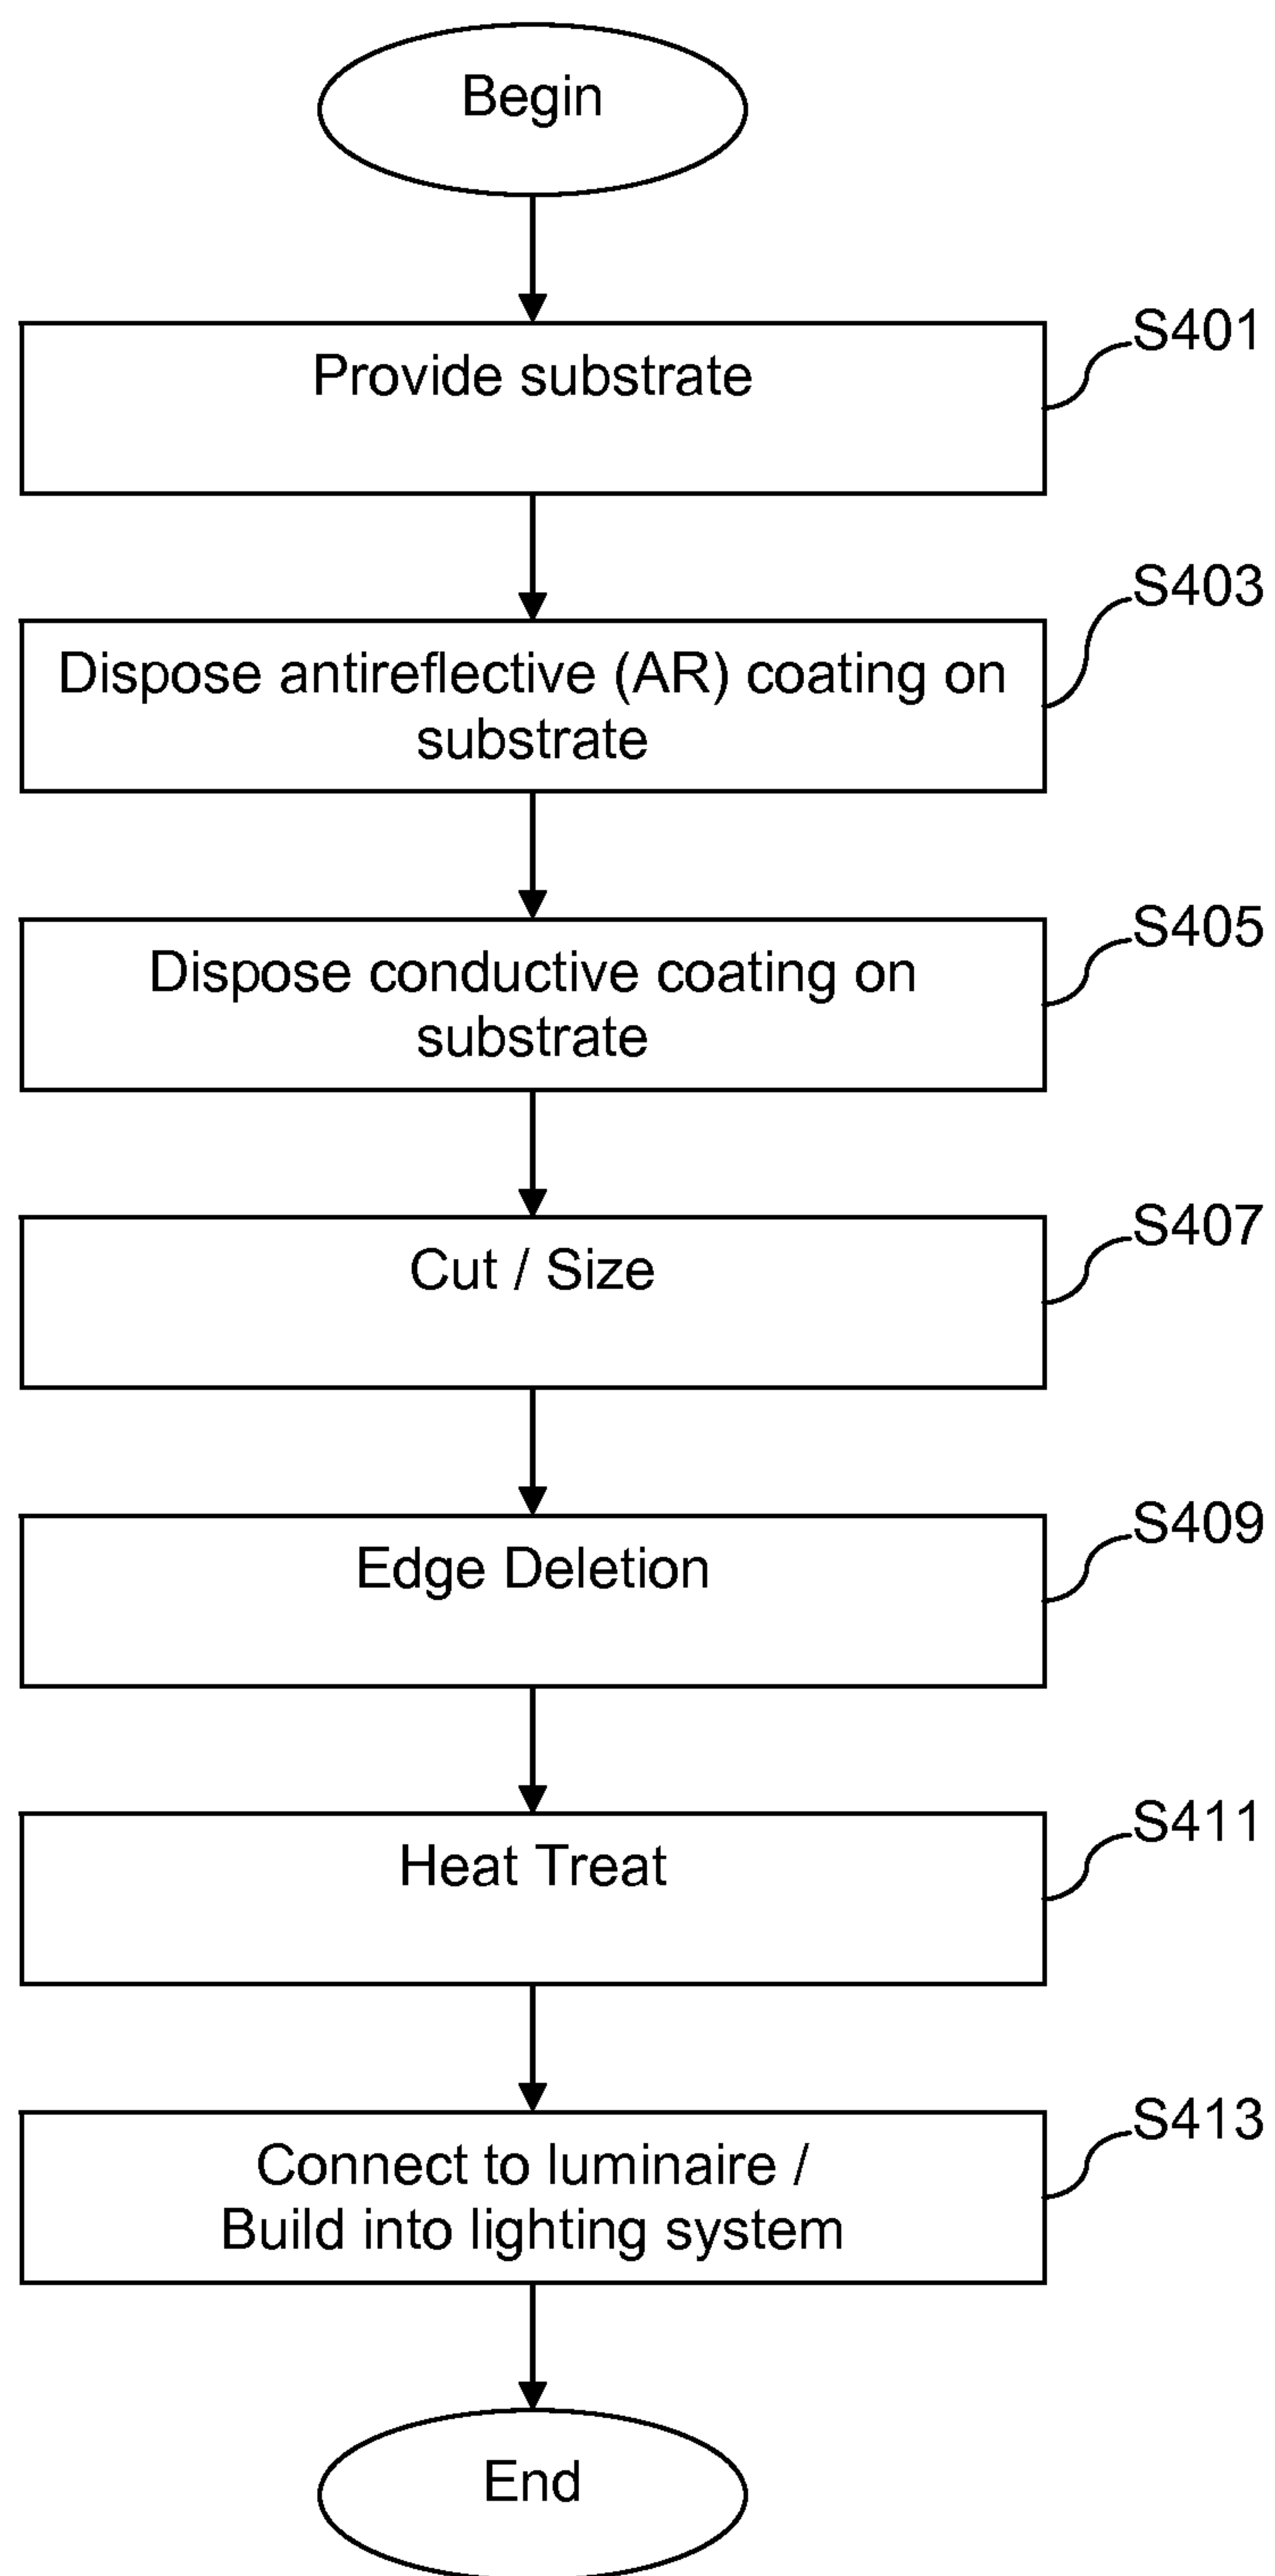 Begin
Provide substrate
S401
Dispose antireflective (AR) coating on
substrate
S403
Dispose conductive coating on
substrate
S405
Cut / Size
S407
Edge Deletion
S409
Heat Treat
S411
Connect to luminaire /
Build into lighting system
S413
End